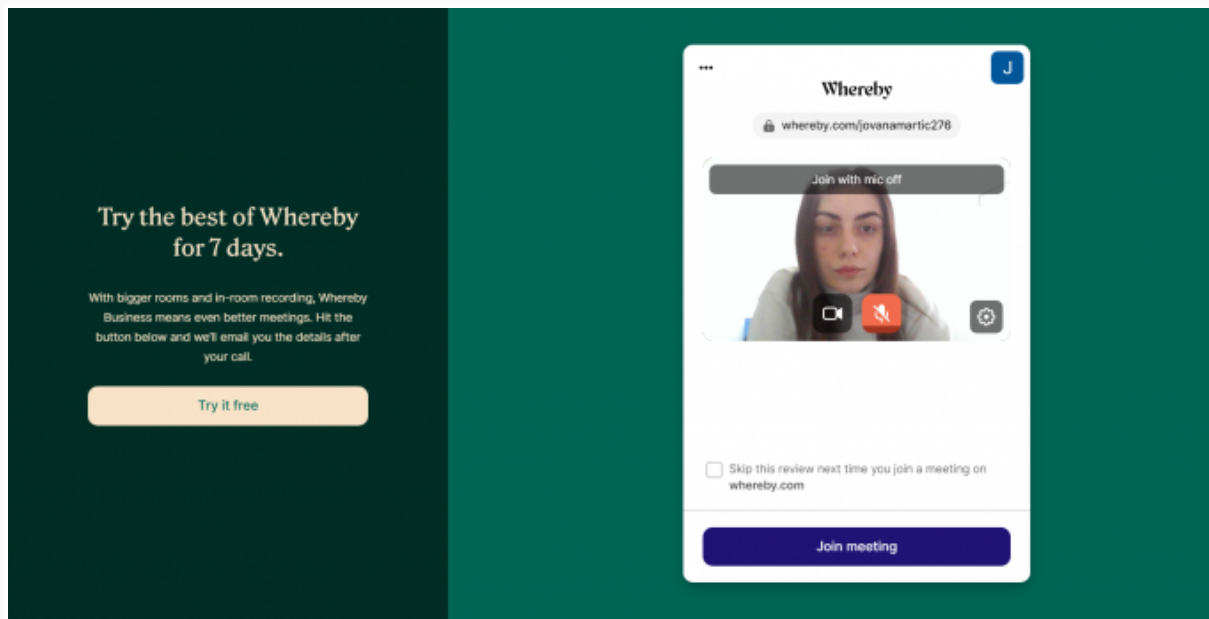 Try the best of Whereby
for 7 days.
With bigger rooms and in-room recording, Whereby
Business means even better meetings. Hit the
button below and we'll email you the details after
your call.
Try it free
J
Whereby
whereby.com/jovanamartic276
Join with mic off
Skip this review next time you join a meeting on
whereby.com
Join meeting